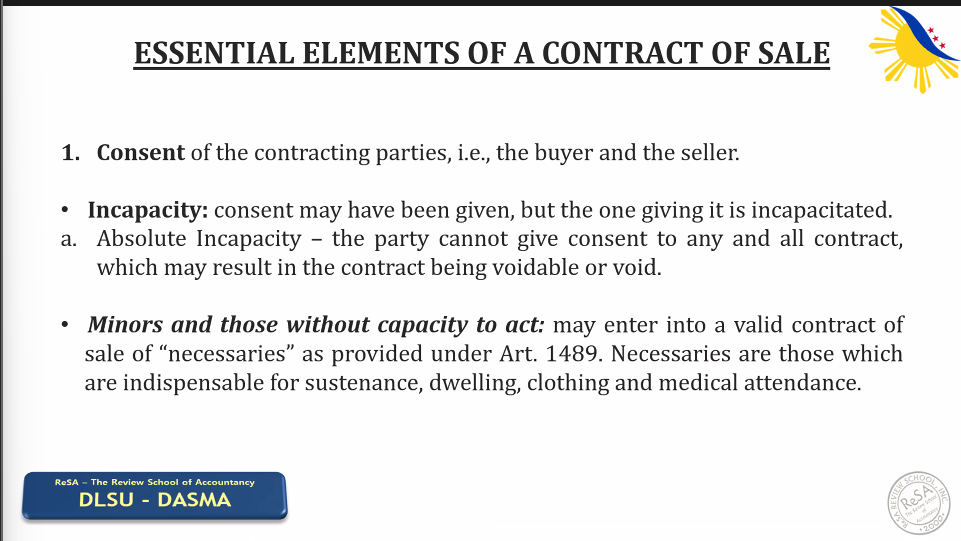 ESSENTIAL ELEMENTS OF A CONTRACT OF SALE
1. Consent of the contracting parties, i.e., the buyer and the seller.
• Incapacity: consent may have been given, but the one giving it is incapacitated.
a. Absolute Incapacity – the party cannot give consent to any and all contract,
which may result in the contract being voidable or void.
• Minors and those without capacity to act: may enter into a valid contract of
sale of “necessaries” as provided under Art. 1489. Necessaries are those which
are indispensable for sustenance, dwelling, clothing and medical attendance.
ReSA – The Review School of Accountancy
DLSU - DASMA
ReSA REVIEW SCHOOL, INC.
ReSA
The Review School
of
Accountancy
• 2000 •